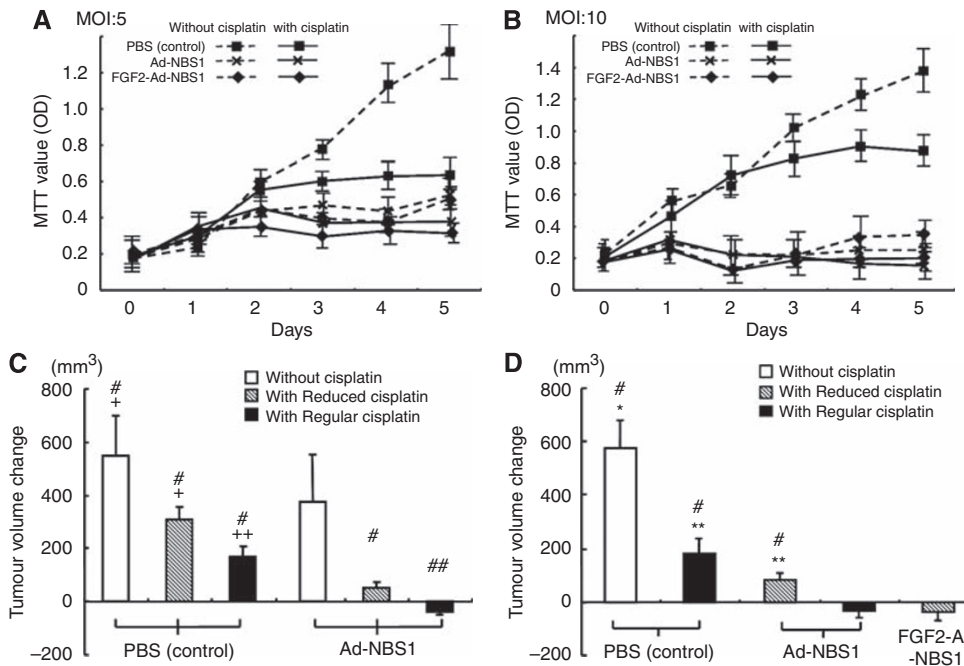 A MOI:5
Without cisplatin with cisplatin
PBS (control)
Ad-NBS1
FGF2-Ad-NBS1
MTT value (OD)
1.2
1.0
0.8
0.6
0.4
0.2
0
0 1 2 3 4 5
Days
B MOI:10
Without cisplatin with cisplatin
PBS (control)
Ad-NBS1
FGF2-Ad-NBS1
MTT value (OD)
1.4
1.2
1.0
0.8
0.6
0.4
0.2
0
0 1 2 3 4 5
Days
C (mm3)
Without cisplatin
With Reduced cisplatin
With Regular cisplatin
Tumour volume change
800
600
400
200
0
−200
# # # # ##
+ + ++
PBS (control) Ad-NBS1
D (mm3)
Without cisplatin
With Reduced cisplatin
With Regular cisplatin
Tumour volume change
800
600
400
200
0
−200
# # #
* ** **
PBS (control) Ad-NBS1 FGF2-A
-NBS1